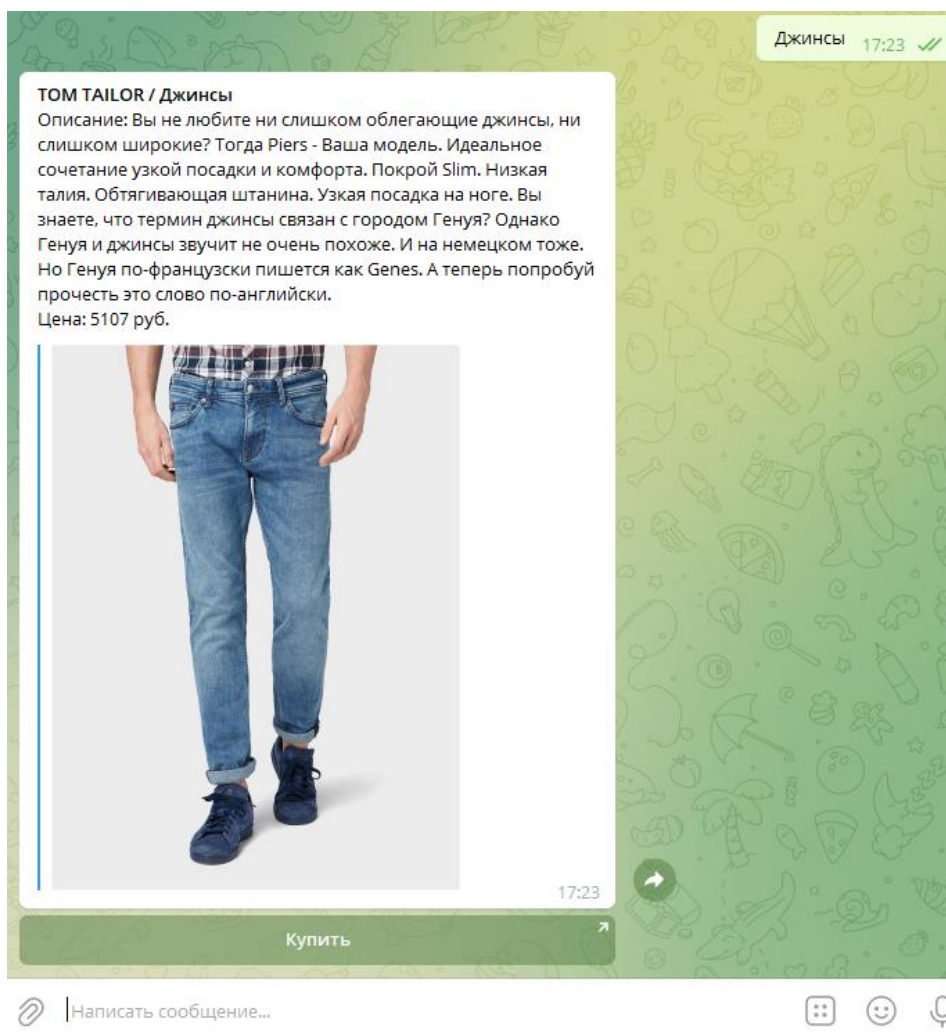 Джинсы 17:23
TOM TAILOR / Джинсы
Описание: Вы не любите ни слишком облегающие джинсы, ни
слишком широкие? Тогда Piers - Ваша модель. Идеальное
сочетание узкой посадки и комфорта. Покрой Slim. Низкая
талия. Обтягивающая штанина. Узкая посадка на ноге. Вы
знаете, что термин джинсы связан с городом Генуя? Однако
Генуя и джинсы звучит не очень похоже. И на немецком тоже.
Но Генуя по-французски пишется как Genes. А теперь попробуй
прочесть это слово по-английски.
Цена: 5107 руб.
17:23
Купить
Написать сообщение...